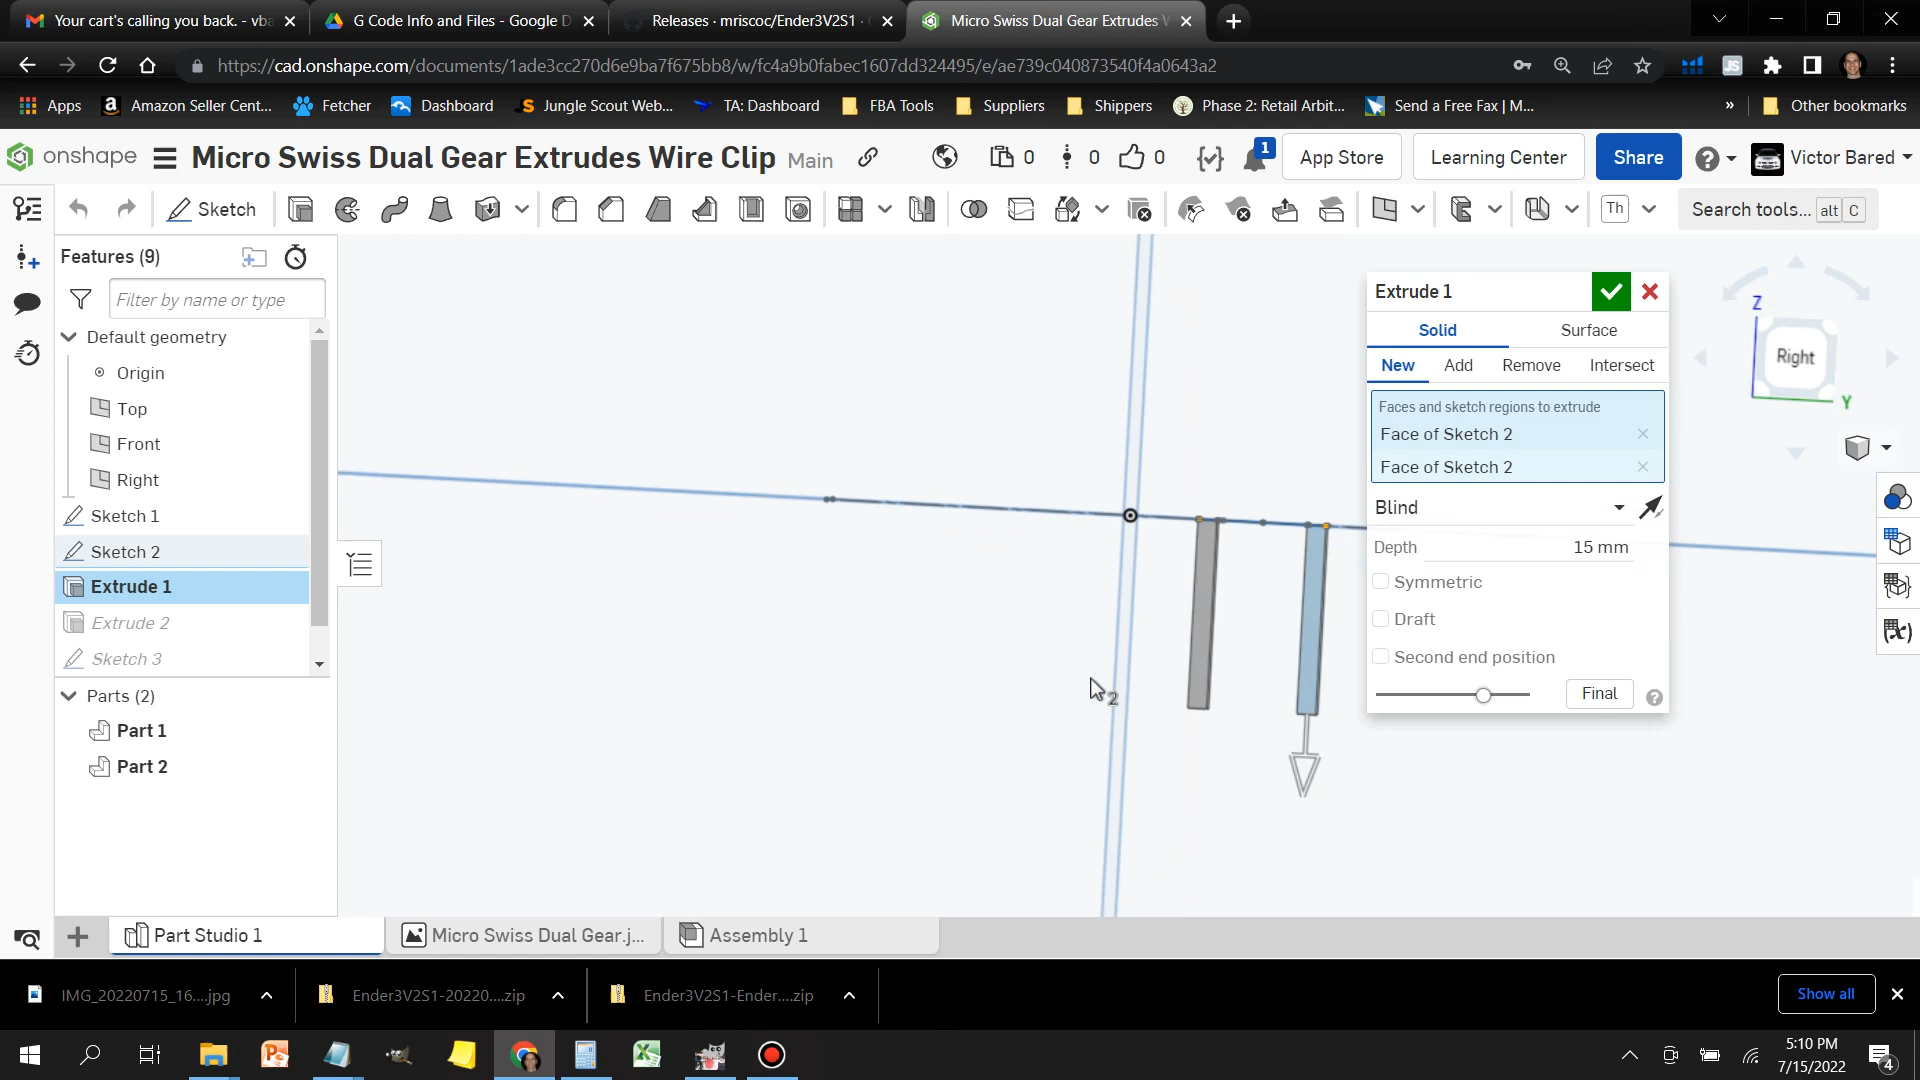 Your cart's calling you back. - vba
G Code Info and Files - Google D
Releases · mriscoc/Ender3V2S1 ·
Micro Swiss Dual Gear Extrudes W
https://cad.onshape.com/documents/1ade3cc270d6e9ba7f675bb8/w/fc4a9b0fabec1607dd324495/e/ae739c040873540f4a0643a2
Apps
Amazon Seller Cent...
Fetcher
Dashboard
Jungle Scout Web...
TA: Dashboard
FBA Tools
Suppliers
Shippers
Phase 2: Retail Arbit...
Send a Free Fax | M...
»
Other bookmarks
onshape
Micro Swiss Dual Gear Extrudes Wire Clip Main
0
0
0
1
App Store
Learning Center
Share
Victor Bared
Sketch
Th
Search tools... alt C
Features (9)
Filter by name or type
Default geometry
Origin
Top
Front
Right
Sketch 1
Sketch 2
Extrude 1
Extrude 2
Sketch 3
Parts (2)
Part 1
Part 2
2
Extrude 1
Solid
Surface
New
Add
Remove
Intersect
Faces and sketch regions to extrude
Face of Sketch 2
Face of Sketch 2
Blind
Depth 15 mm
Symmetric
Draft
Second end position
Final
Z
Right
Y
Part Studio 1
Micro Swiss Dual Gear.j...
Assembly 1
IMG_20220715_16....jpg
Ender3V2S1-20220....zip
Ender3V2S1-Ender....zip
Show all
5:10 PM
7/15/2022
4